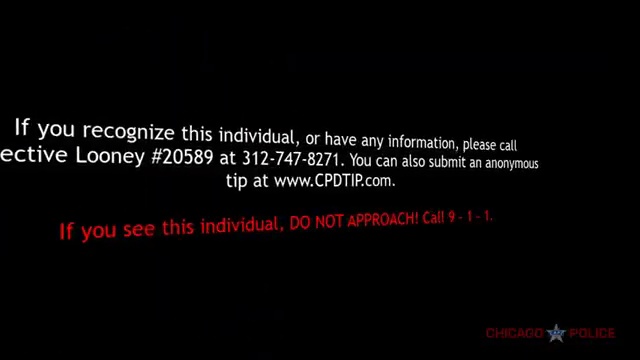 If you recognize this individual, or have any information, please call
ective Looney #20589 at 312-747-8271. You can also submit an anonymous
tip at www.CPDTIP.com.
If you see this individual, DO NOT APPROACH! Call 9 - 1 - 1.
CHICAGO POLICE